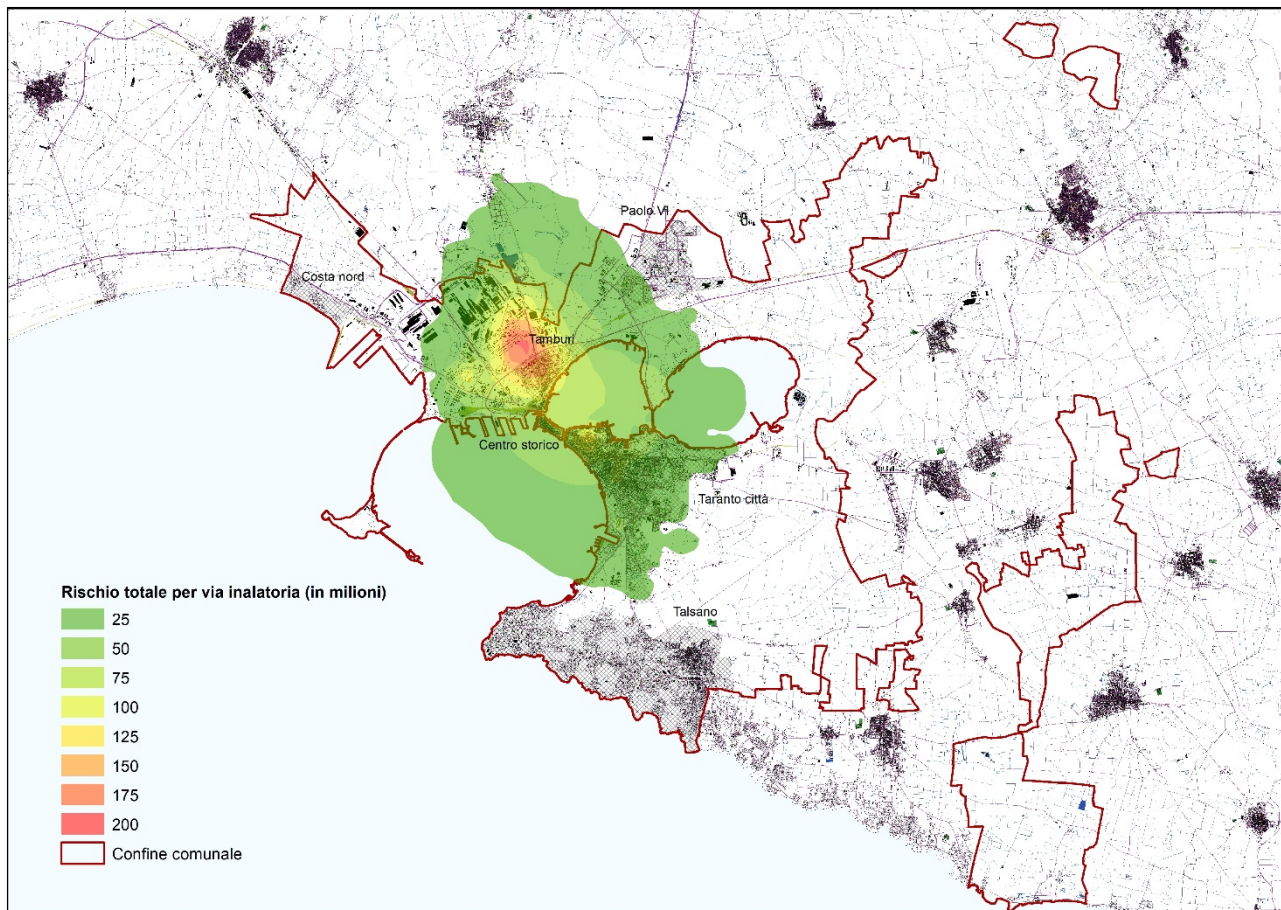 Paolo VI
Costa nord
Tamburi
Centro storico
Taranto città
Talsano
Rischio totale per via inalatoria (in milioni)
25
50
75
100
125
150
175
200
Confine comunale